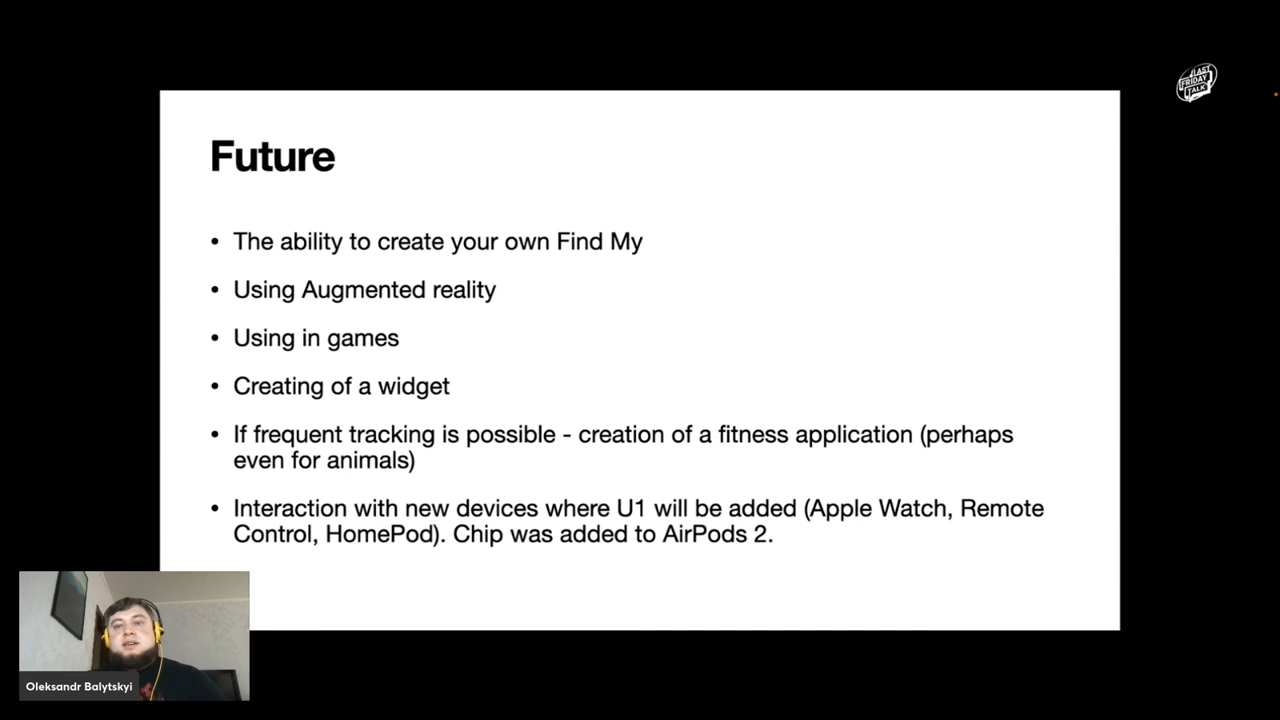 LAST
FRIDAY
TALK
Future
• The ability to create your own Find My
• Using Augmented reality
• Using in games
• Creating of a widget
• If frequent tracking is possible - creation of a fitness application (perhaps
even for animals)
• Interaction with new devices where U1 will be added (Apple Watch, Remote
Control, HomePod). Chip was added to AirPods 2.
Oleksandr Balytskyi